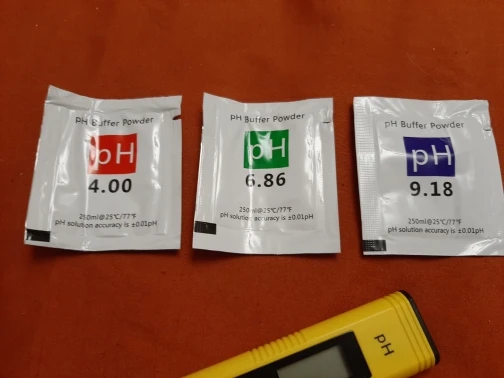 pH Buffer Powder
pH
4.00
250ml@25℃/77℉
pH solution accuracy is ±0.01pH
pH Buffer Powder
pH
6.86
250ml@25℃/77℉
pH solution accuracy is ±0.01pH
pH Buffer Powder
pH
9.18
250ml@25℃/77℉
pH solution accuracy is ±0.01pH
pH